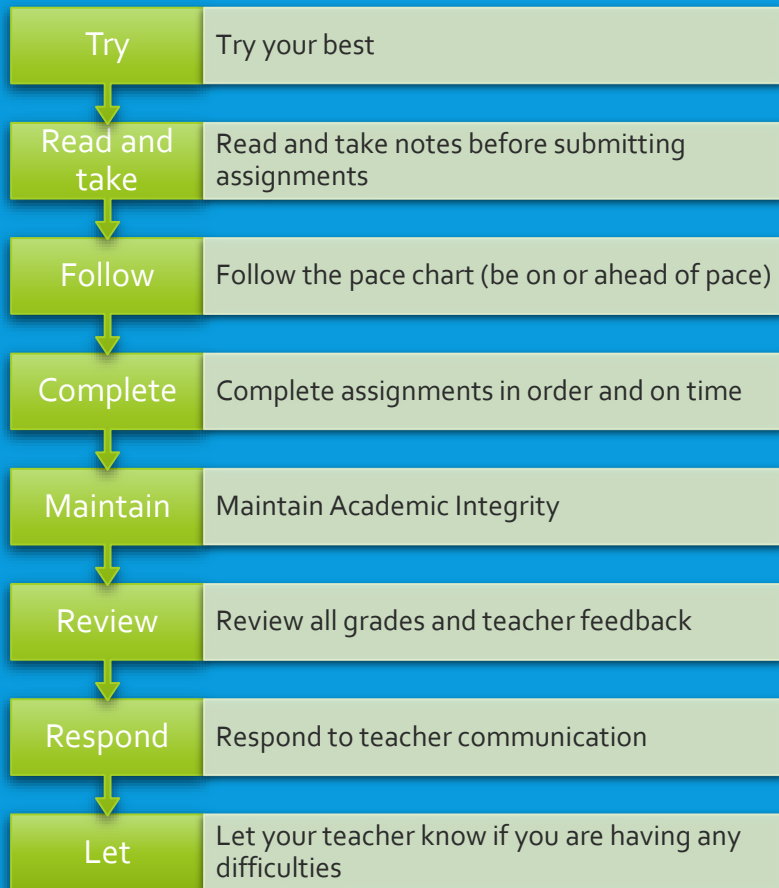 Try
Try your best
Read and
take
Read and take notes before submitting
assignments
Follow
Follow the pace chart (be on or ahead of pace)
Complete
Complete assignments in order and on time
Maintain
Maintain Academic Integrity
Review
Review all grades and teacher feedback
Respond
Respond to teacher communication
Let
Let your teacher know if you are having any
difficulties